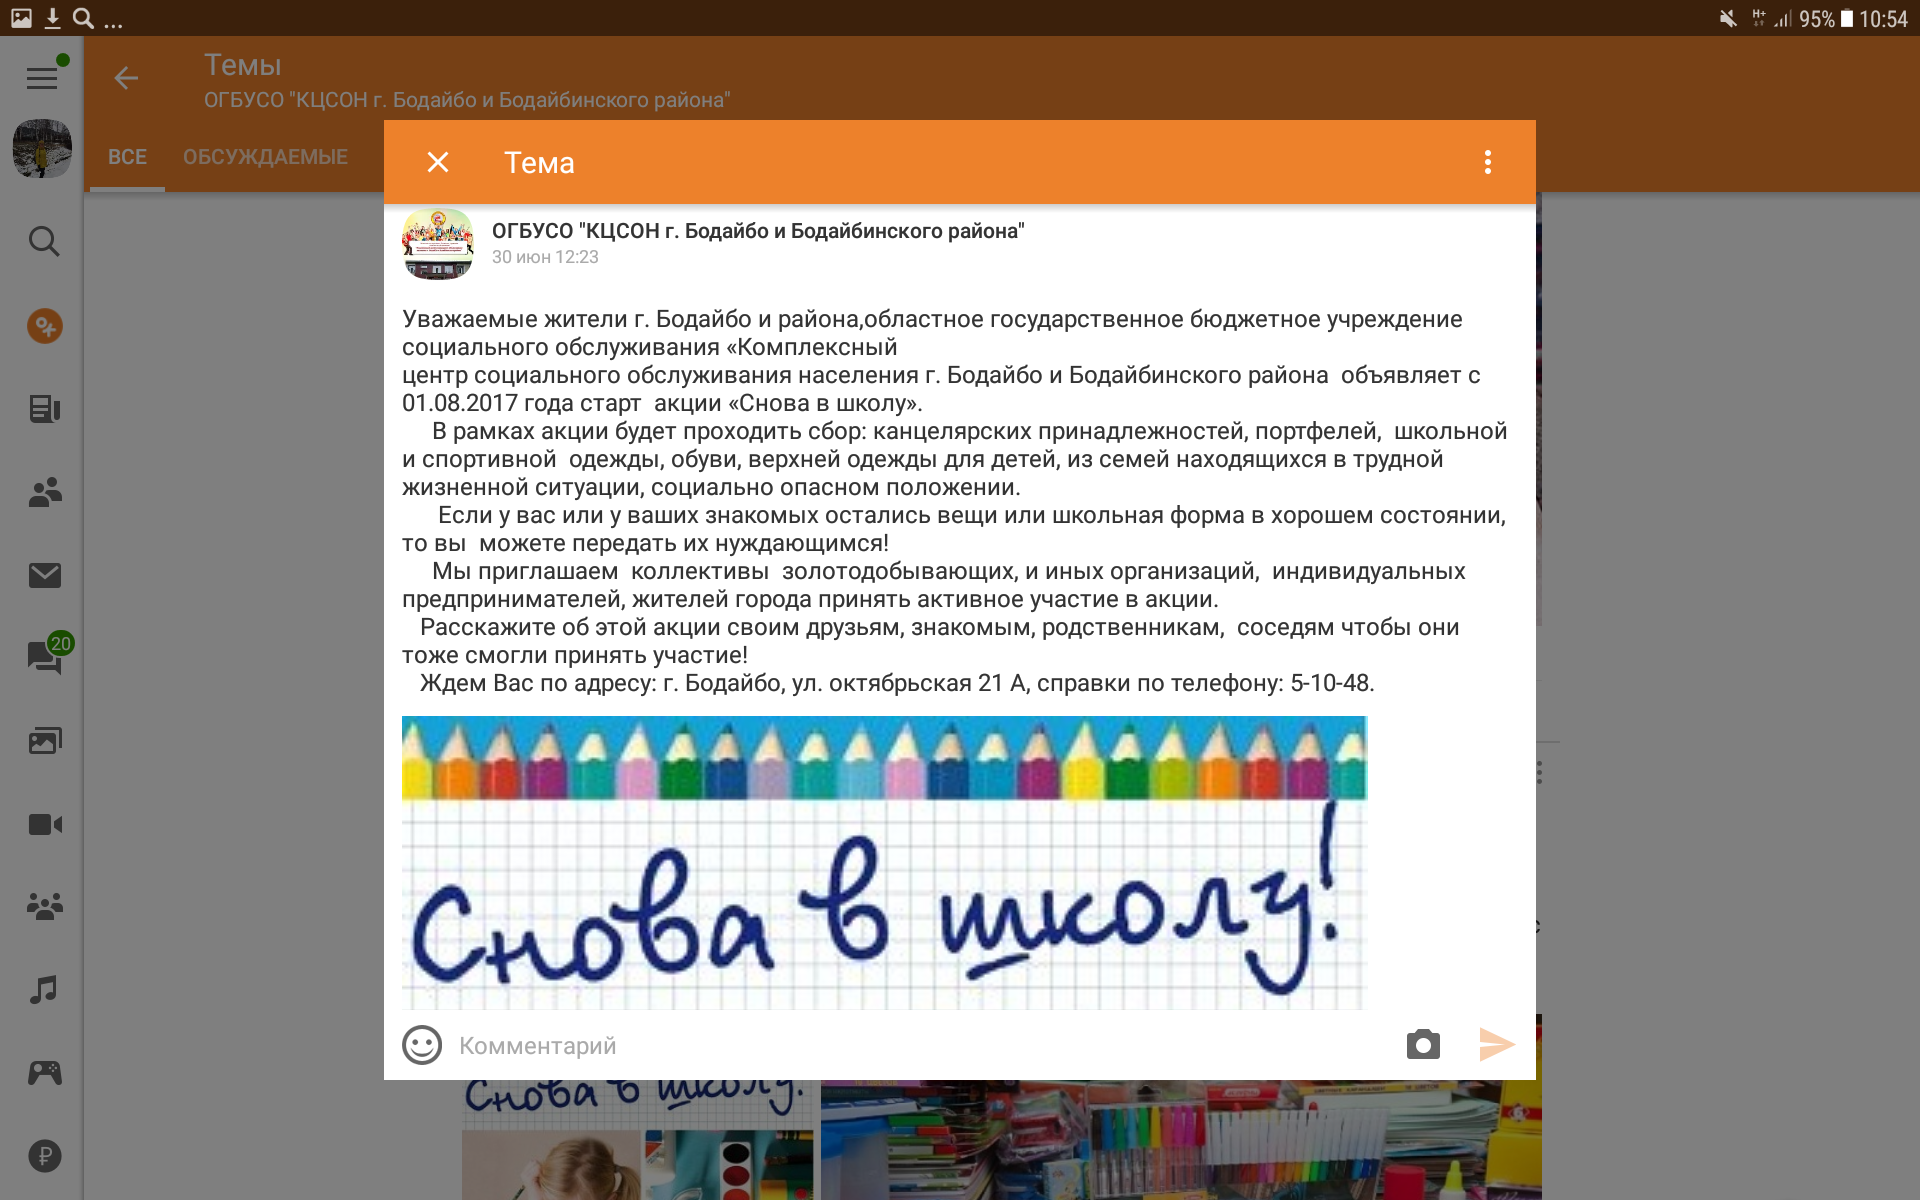 ...
95% 10:54
Темы
ОГБУСО "КЦСОН г. Бодайбо и Бодайбинского района"
ВСЕ ОБСУЖДАЕМЫЕ
Тема
ОГБУСО "КЦСОН г. Бодайбо и Бодайбинского района"
30 июн 12:23
Уважаемые жители г. Бодайбо и района,областное государственное бюджетное учреждение
социального обслуживания «Комплексный
центр социального обслуживания населения г. Бодайбо и Бодайбинского района  объявляет с
01.08.2017 года старт  акции «Снова в школу».
В рамках акции будет проходить сбор: канцелярских принадлежностей, портфелей,  школьной
и спортивной  одежды, обуви, верхней одежды для детей, из семей находящихся в трудной
жизненной ситуации, социально опасном положении.
Если у вас или у ваших знакомых остались вещи или школьная форма в хорошем состоянии,
то вы  можете передать их нуждающимся!
Мы приглашаем  коллективы  золотодобывающих, и иных организаций,  индивидуальных
предпринимателей, жителей города принять активное участие в акции.
Расскажите об этой акции своим друзьям, знакомым, родственникам,  соседям чтобы они
тоже смогли принять участие!
Ждем Вас по адресу: г. Бодайбо, ул. октябрьская 21 А, справки по телефону: 5-10-48.
20
Снова в школу!
Комментарий
Снова в школу!